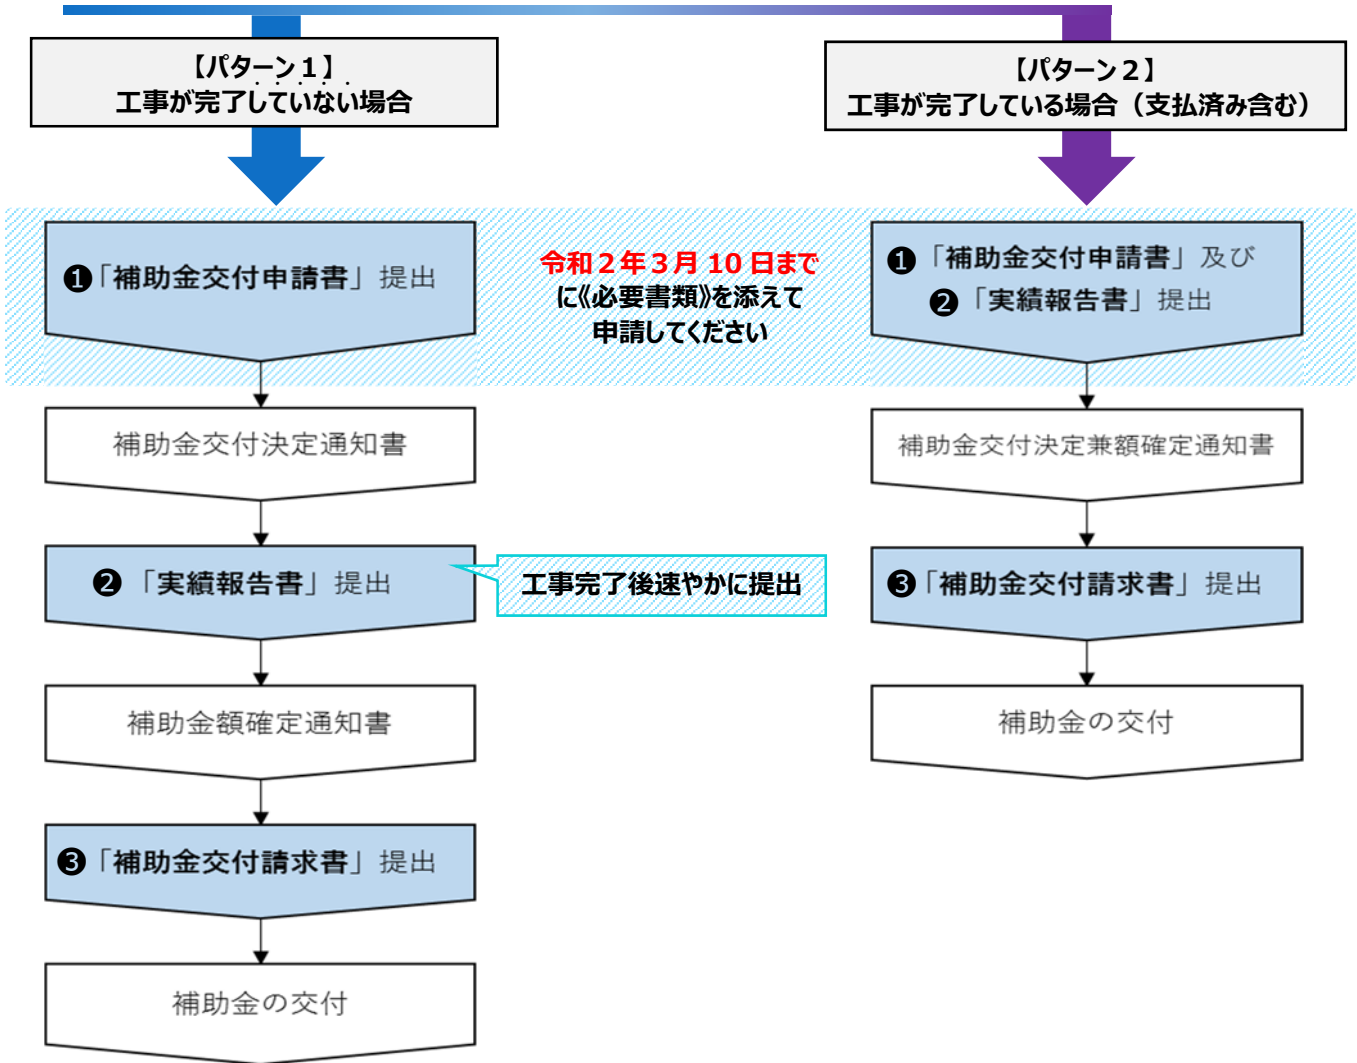 【パターン１】
工事が完了していない場合
【パターン２】
工事が完了している場合（支払済み含む）
❶「補助金交付申請書」提出
令和２年３月 10 日まで
に《必要書類》を添えて
申請してください
❶「補助金交付申請書」及び
❷「実績報告書」提出
補助金交付決定通知書
補助金交付決定兼額確定通知書
❷「実績報告書」提出
工事完了後速やかに提出
❸「補助金交付請求書」提出
補助金額確定通知書
補助金の交付
❸「補助金交付請求書」提出
補助金の交付